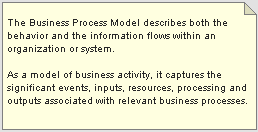 The Business Process Model describes both the
behavior and the information flows within an
organization or system.
As a model of business activity, it captures the
significant events, inputs, resources, processing and
outputs associated with relevant business processes.